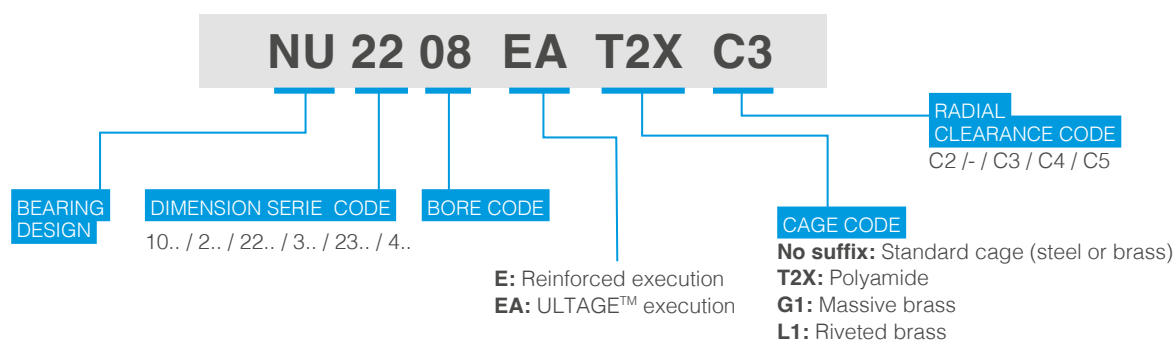 NU 22 08 EA T2X C3
RADIAL
CLEARANCE CODE
C2 /- / C3 / C4 / C5
BEARING
DESIGN
DIMENSION SERIE CODE
10.. / 2.. / 22.. / 3.. / 23.. / 4..
BORE CODE
E: Reinforced execution
EA: ULTAGE™ execution
CAGE CODE
No suffix: Standard cage (steel or brass)
T2X: Polyamide
G1: Massive brass
L1: Riveted brass